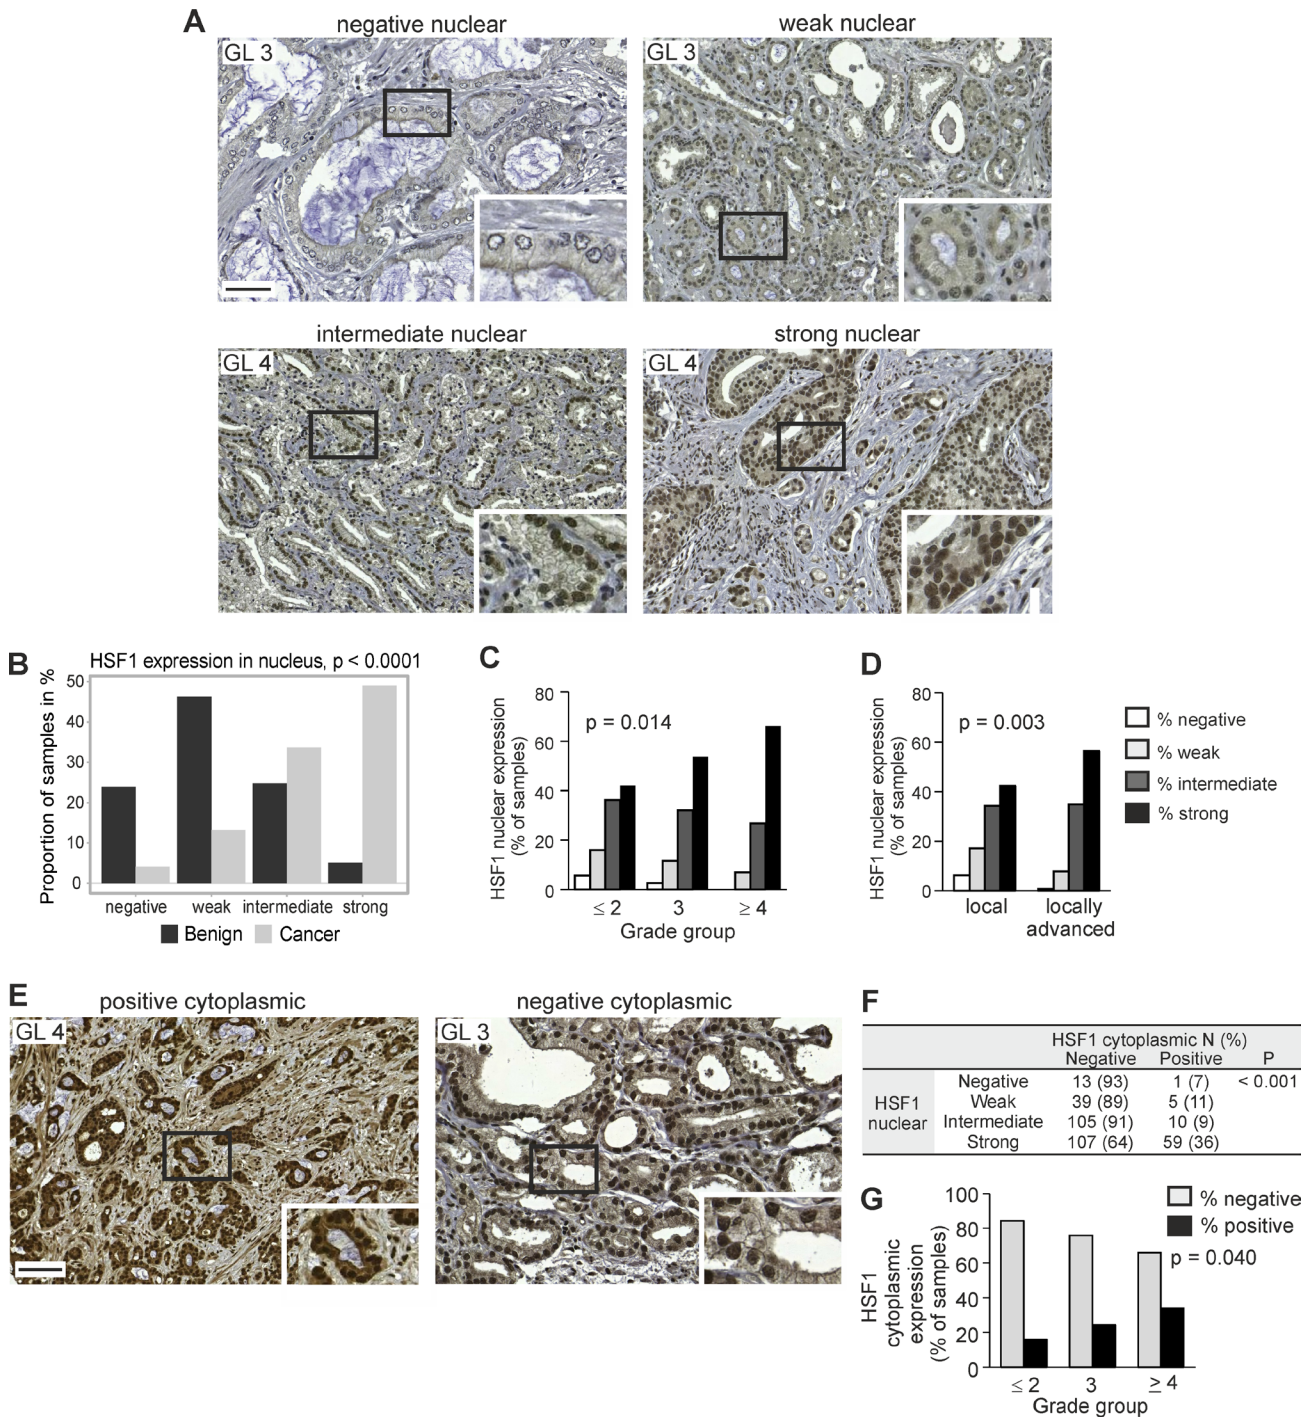 A
negative nuclear
weak nuclear
GL 3
GL 3
intermediate nuclear
strong nuclear
GL 4
GL 4
B
HSF1 expression in nucleus, p < 0.0001
Proportion of samples in %
50
40
30
20
10
0
negative
weak
intermediate
strong
Benign
Cancer
C
HSF1 nuclear expression
(% of samples)
80
60
40
20
0
p = 0.014
≤ 2
3
≥ 4
Grade group
D
HSF1 nuclear expression
(% of samples)
80
60
40
20
0
p = 0.003
local
locally
advanced
% negative
% weak
% intermediate
% strong
E
positive cytoplasmic
negative cytoplasmic
GL 4
GL 3
F
HSF1 cytoplasmic N (%)
Negative Positive P
HSF1
nuclear
Negative 13 (93) 1 (7) < 0.001
Weak 39 (89) 5 (11)
Intermediate 105 (91) 10 (9)
Strong 107 (64) 59 (36)
G
HSF1
cytoplasmic
expression
(% of samples)
100
80
60
40
20
0
% negative
% positive
p = 0.040
≤ 2
3
≥ 4
Grade group